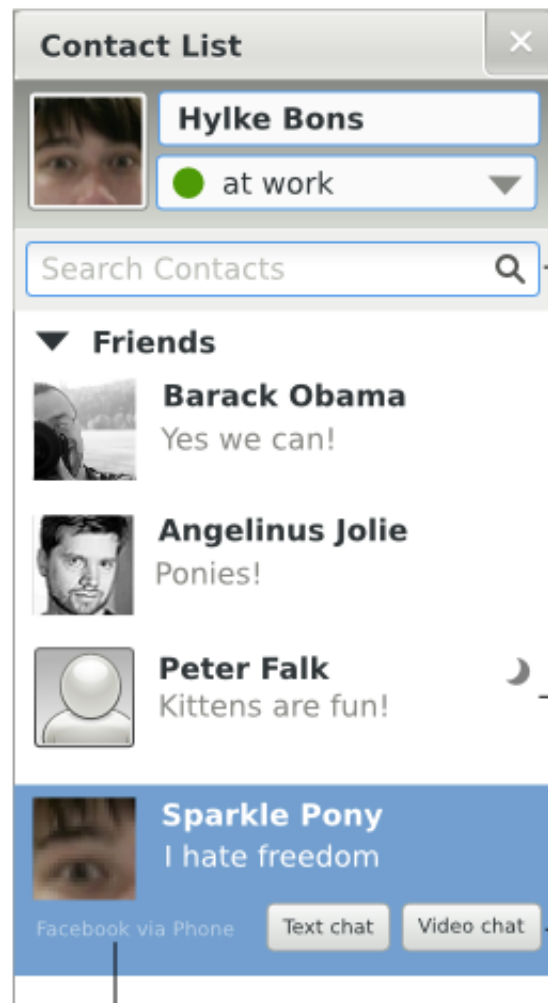 Contact List
Hylke Bons
at work
Search Contacts
Friends
Barack Obama
Yes we can!
Angelinus Jolie
Ponies!
Peter Falk
Kittens are fun!
Sparkle Pony
I hate freedom
Facebook via Phone Text chat Video chat